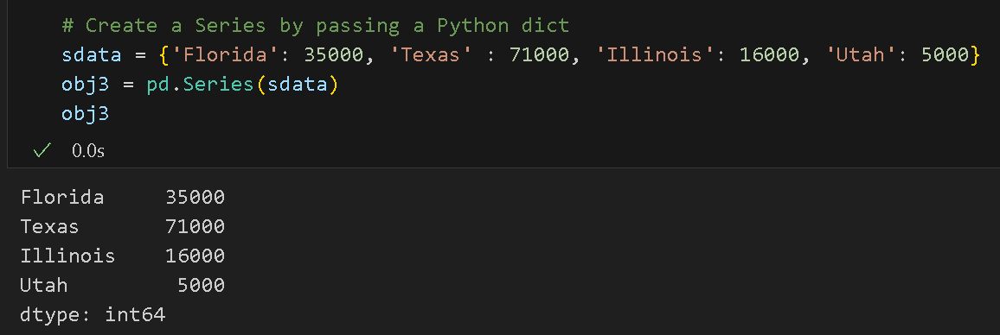 # Create a Series by passing a Python dict
sdata = {'Florida': 35000, 'Texas' : 71000, 'Illinois': 16000, 'Utah': 5000}
obj3 = pd.Series(sdata)
obj3
✓ 0.0s
Florida     35000
Texas       71000
Illinois    16000
Utah         5000
dtype: int64